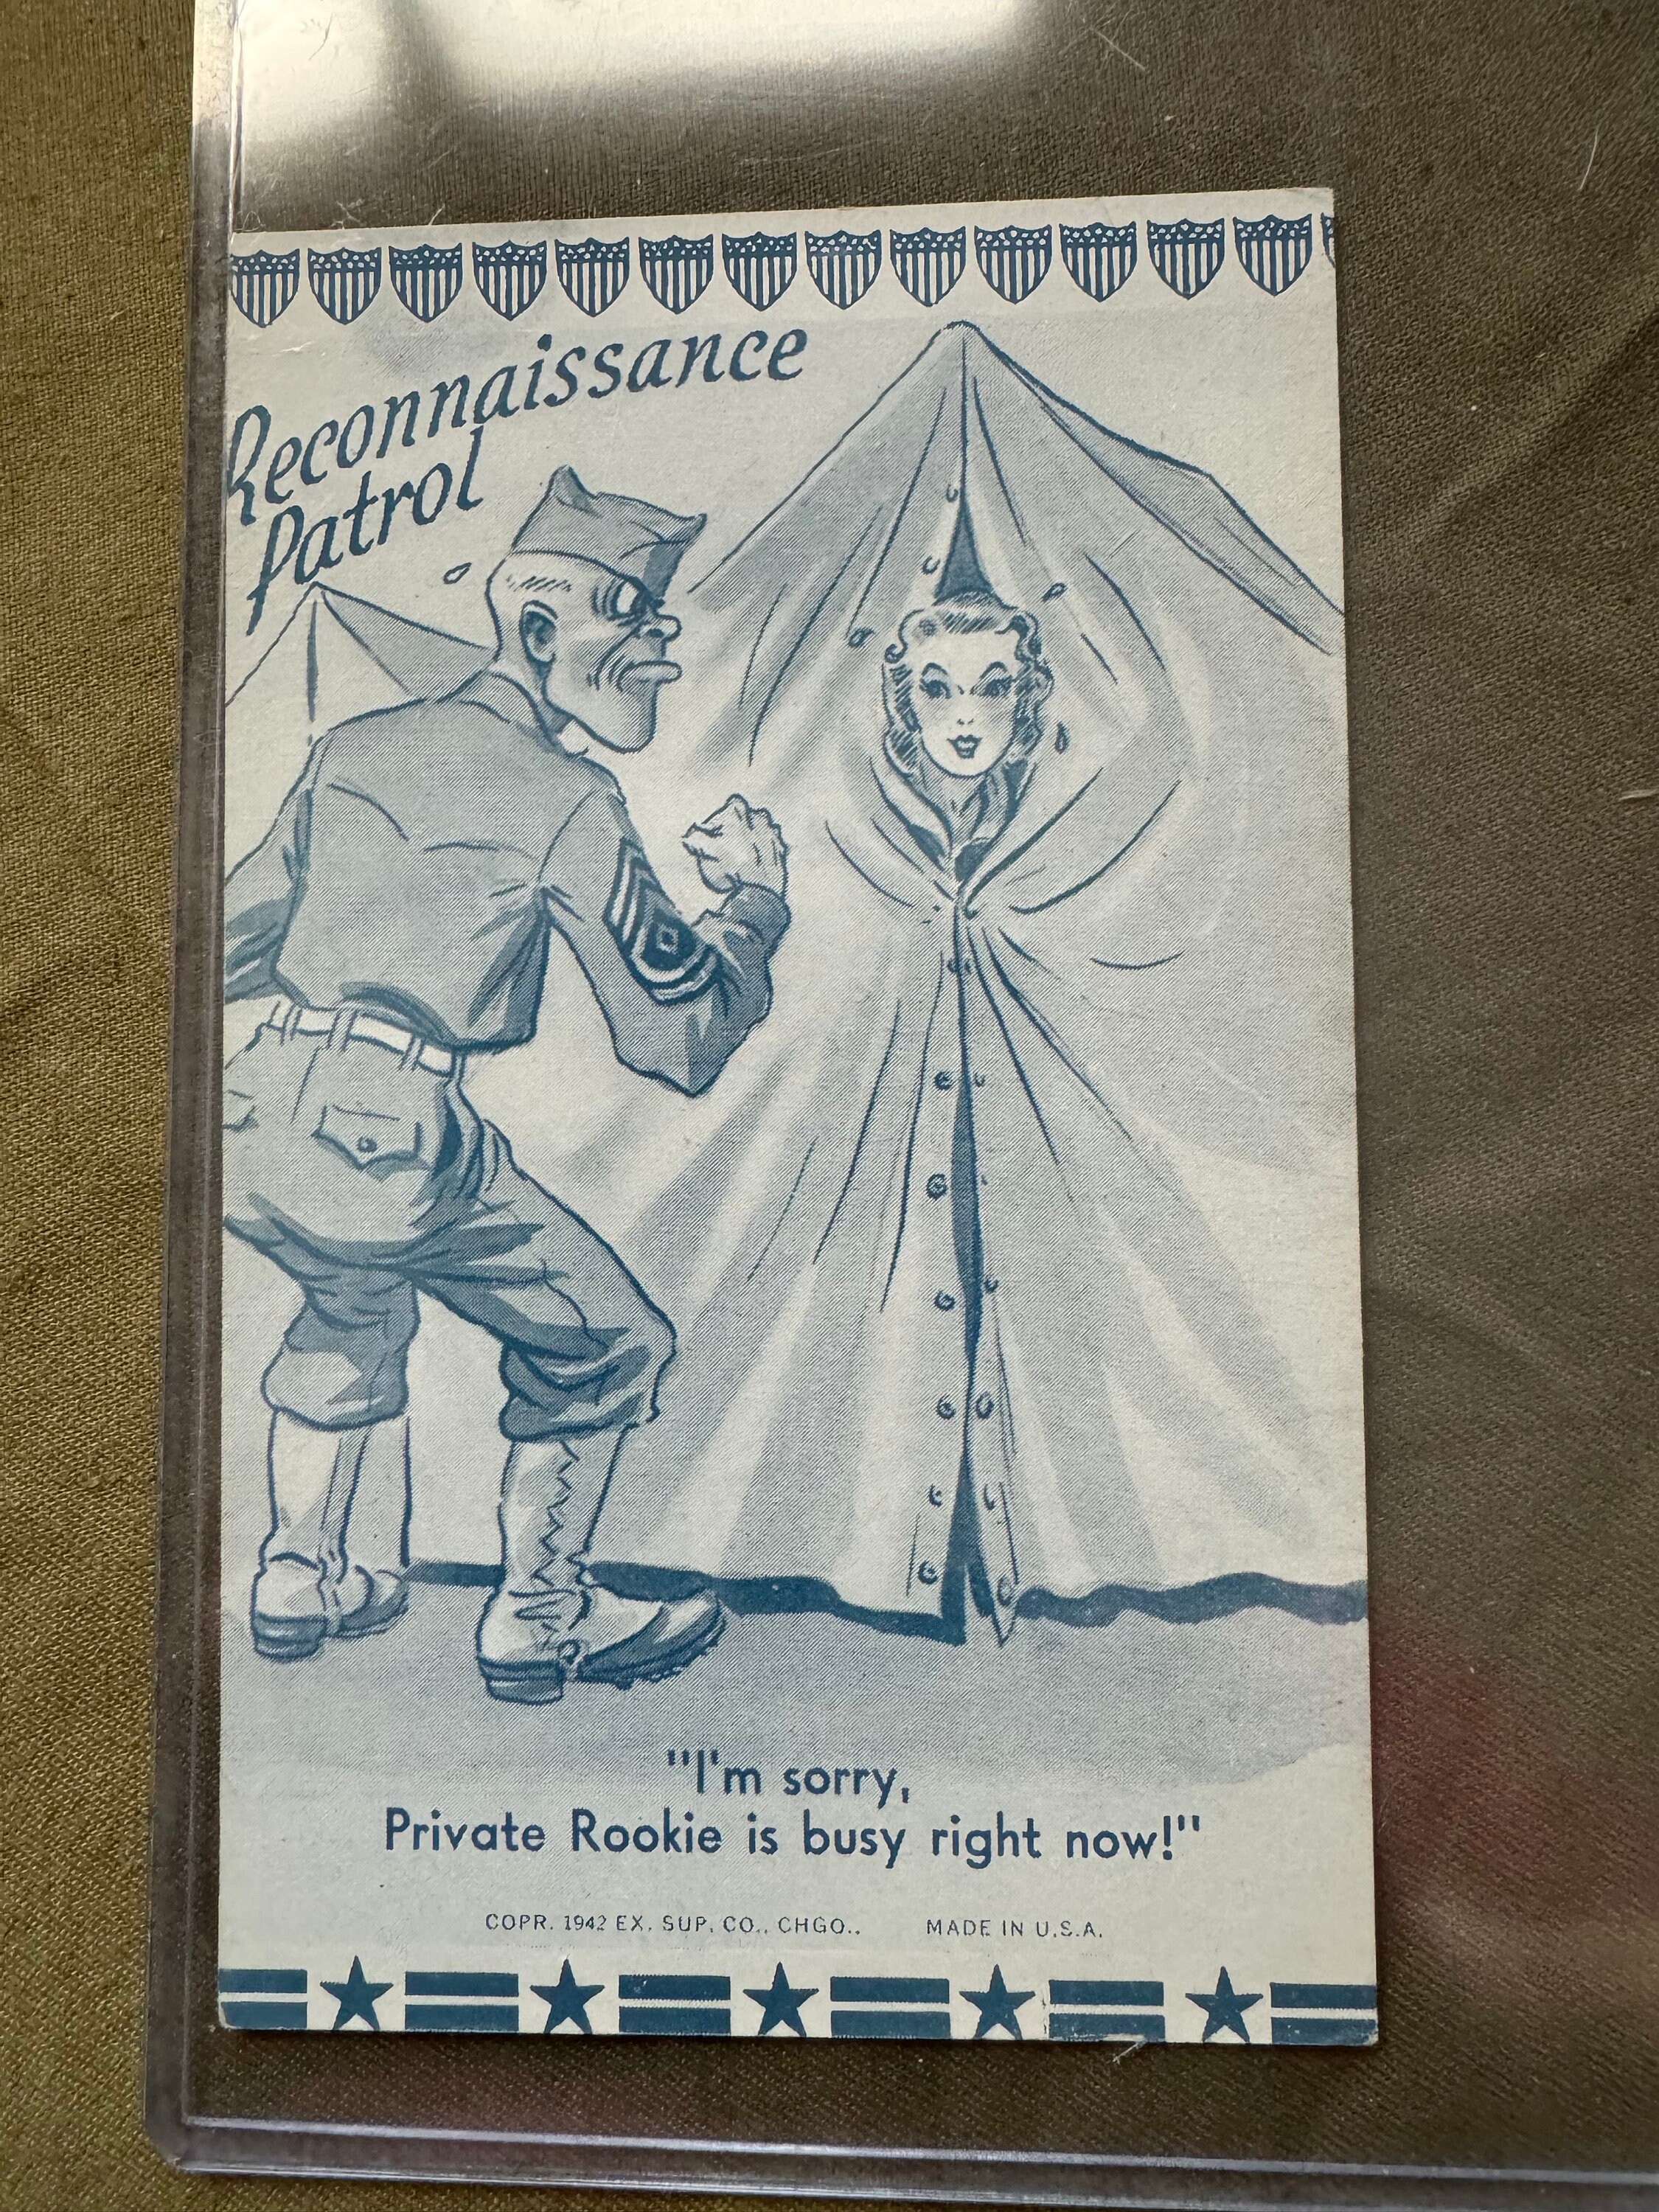 Reconnaissance
Patrol
"I'm sorry,
Private Rookie is busy right now!"
COPR. 1942 EX. SUP. CO., CHGO., MADE IN U.S.A.